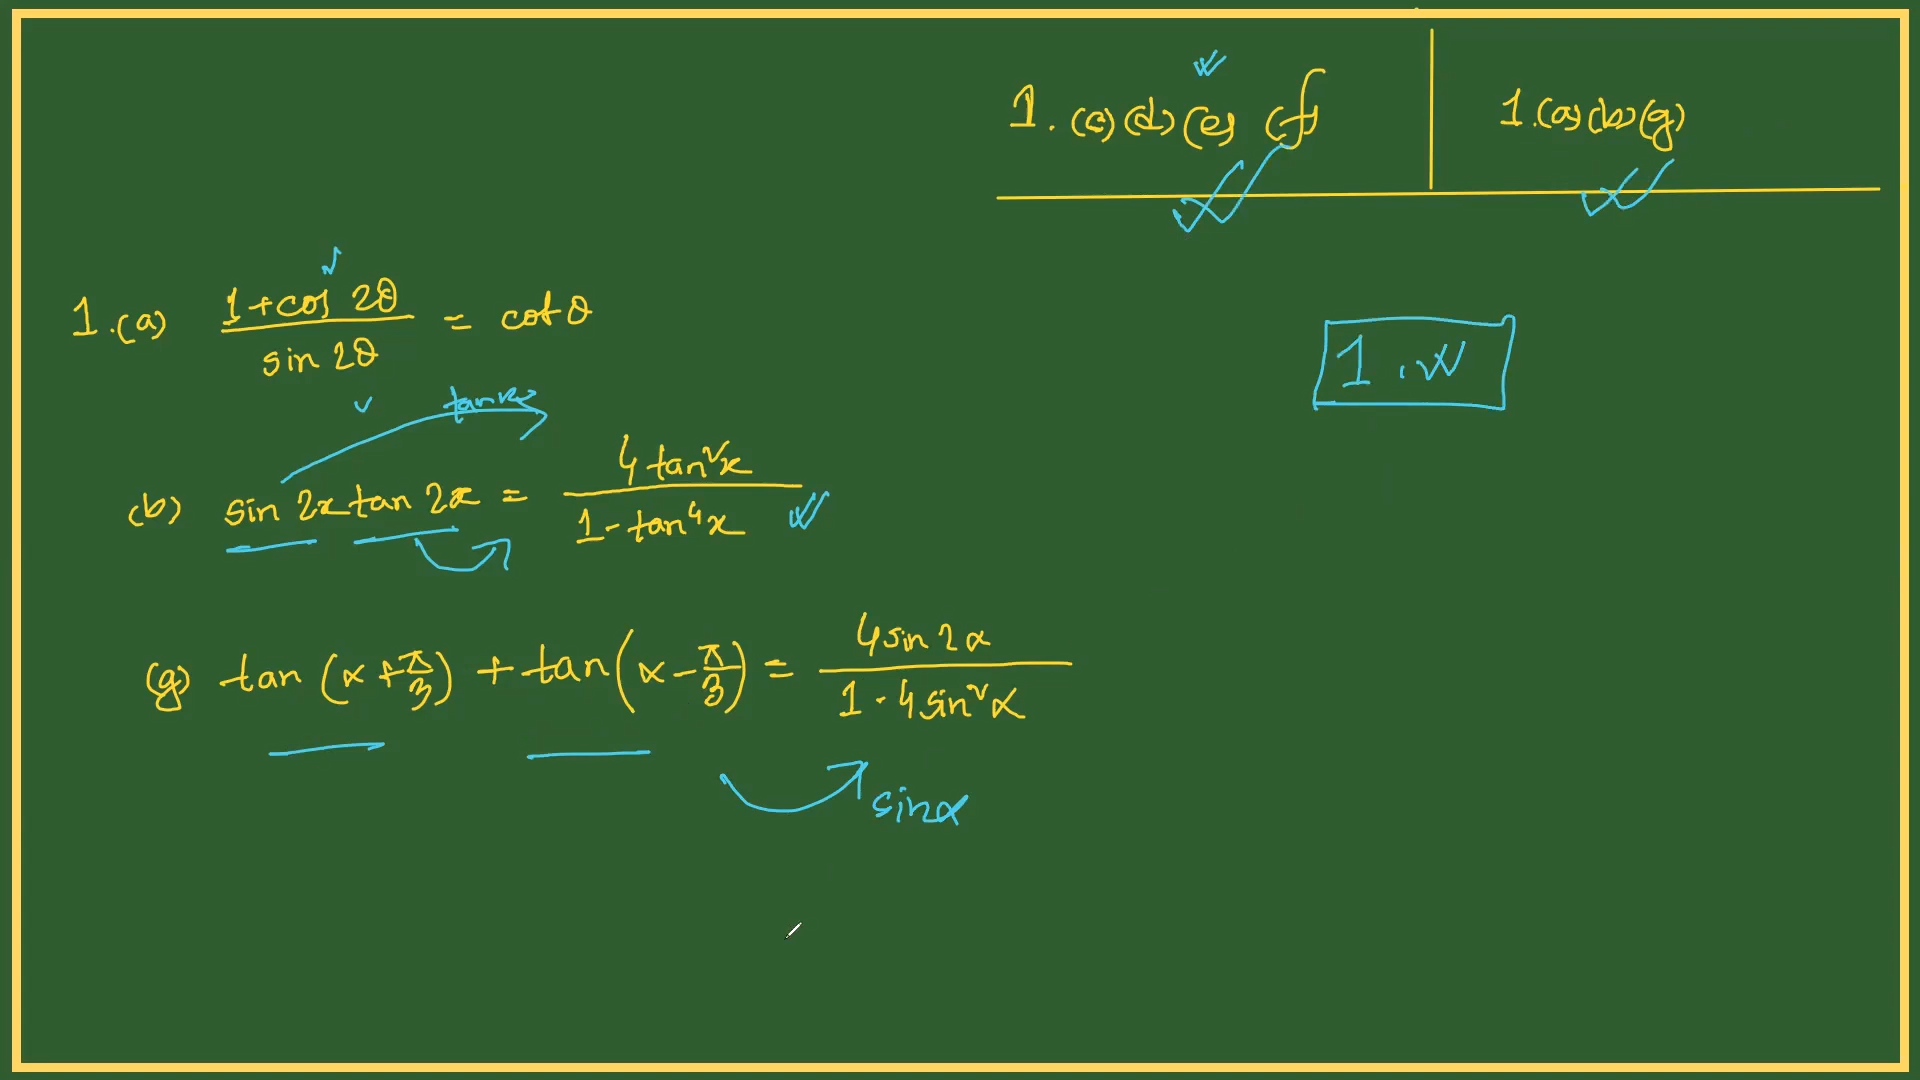 1. (c) (d) (e) (f)
1. (a) (b) (g)
1.(a) (1+cos 2θ)/(sin 2θ) = cot θ
1.
tan
(b) sin 2x tan 2x = (4 tan²x)/(1 - tan⁴x)
(g) tan (α + π/3) + tan(α - π/3) = (4 sin 2α)/(1 - 4 sin²α)
sinα